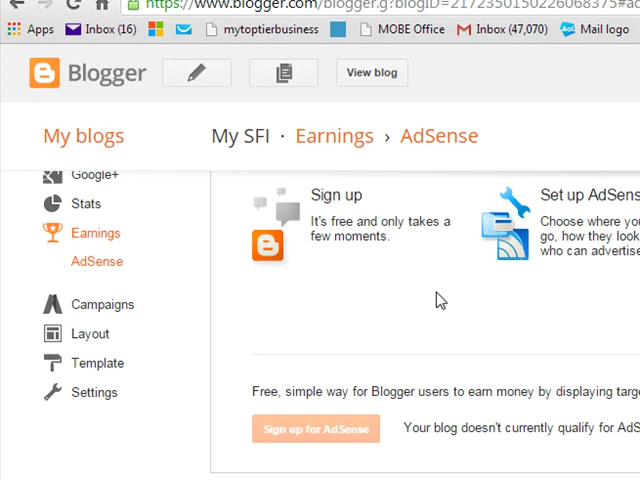 https://www.blogger.com/blogger.g?blogID=2172350150226068375#ad
Apps Inbox (16) mytoptierbusiness MOBE Office Inbox (47,070) Aol Mail logo
Blogger View blog
My blogs My SFI · Earnings › AdSense
Google+
Stats
Earnings
AdSense
Campaigns
Layout
Template
Settings
Sign up
It's free and only takes a
few moments.
Set up AdSens
Choose where you
go, how they look
who can advertise
Free, simple way for Blogger users to earn money by displaying targe
Sign up for AdSense Your blog doesn't currently qualify for AdS